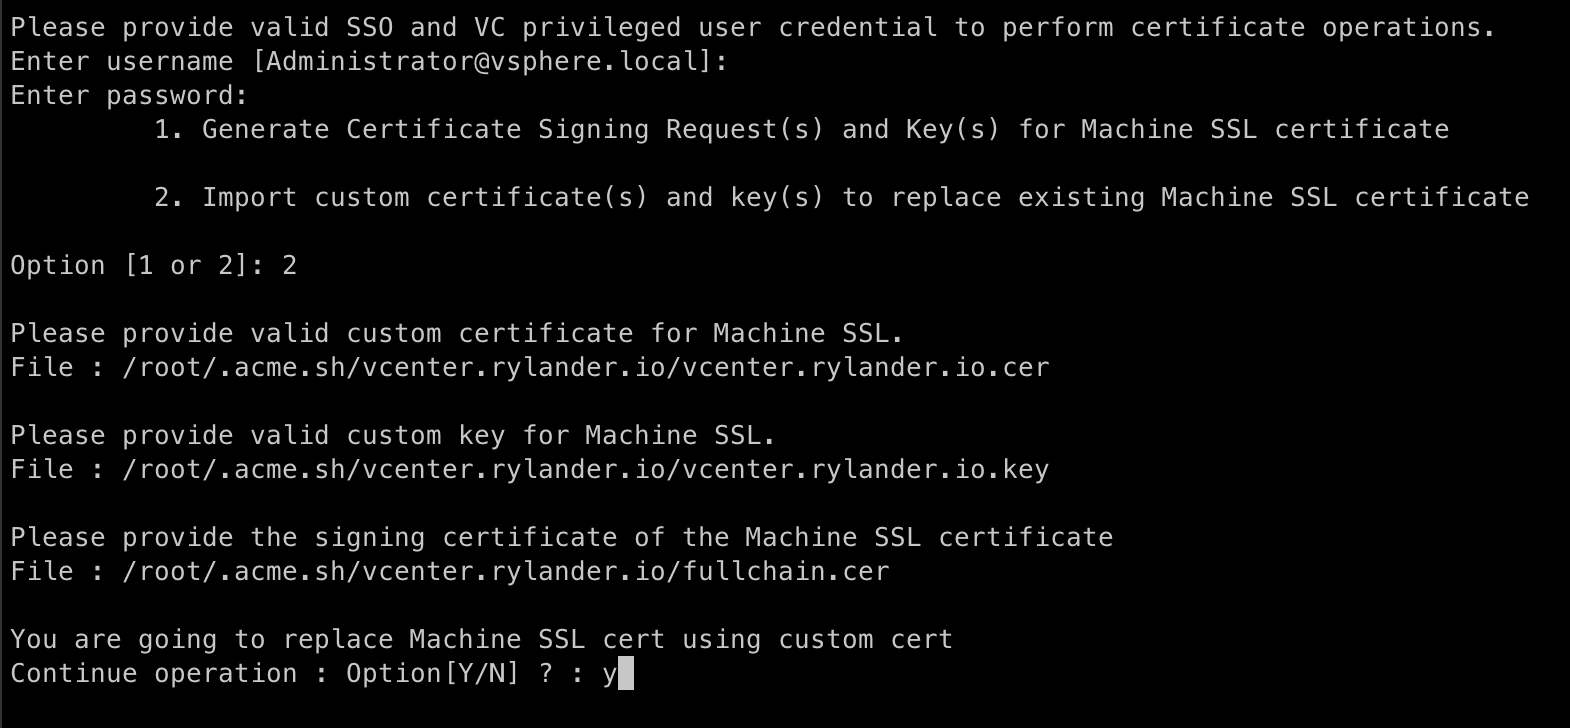 Please provide valid SSO and VC privileged user credential to perform certificate operations.
Enter username [Administrator@vsphere.local]:
Enter password:
1. Generate Certificate Signing Request(s) and Key(s) for Machine SSL certificate
2. Import custom certificate(s) and key(s) to replace existing Machine SSL certificate
Option [1 or 2]: 2
Please provide valid custom certificate for Machine SSL.
File : /root/.acme.sh/vcenter.rylander.io/vcenter.rylander.io.cer
Please provide valid custom key for Machine SSL.
File : /root/.acme.sh/vcenter.rylander.io/vcenter.rylander.io.key
Please provide the signing certificate of the Machine SSL certificate
File : /root/.acme.sh/vcenter.rylander.io/fullchain.cer
You are going to replace Machine SSL cert using custom cert
Continue operation : Option[Y/N] ? : y